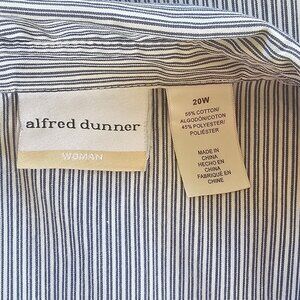 alfred dunner
WOMAN
20W
55% COTTON/
ALGODÓN/COTON
45% POLYESTER/
POLIÉSTER
MADE IN
CHINA
HECHO EN
CHINA
FABRIQUÉ EN
CHINE